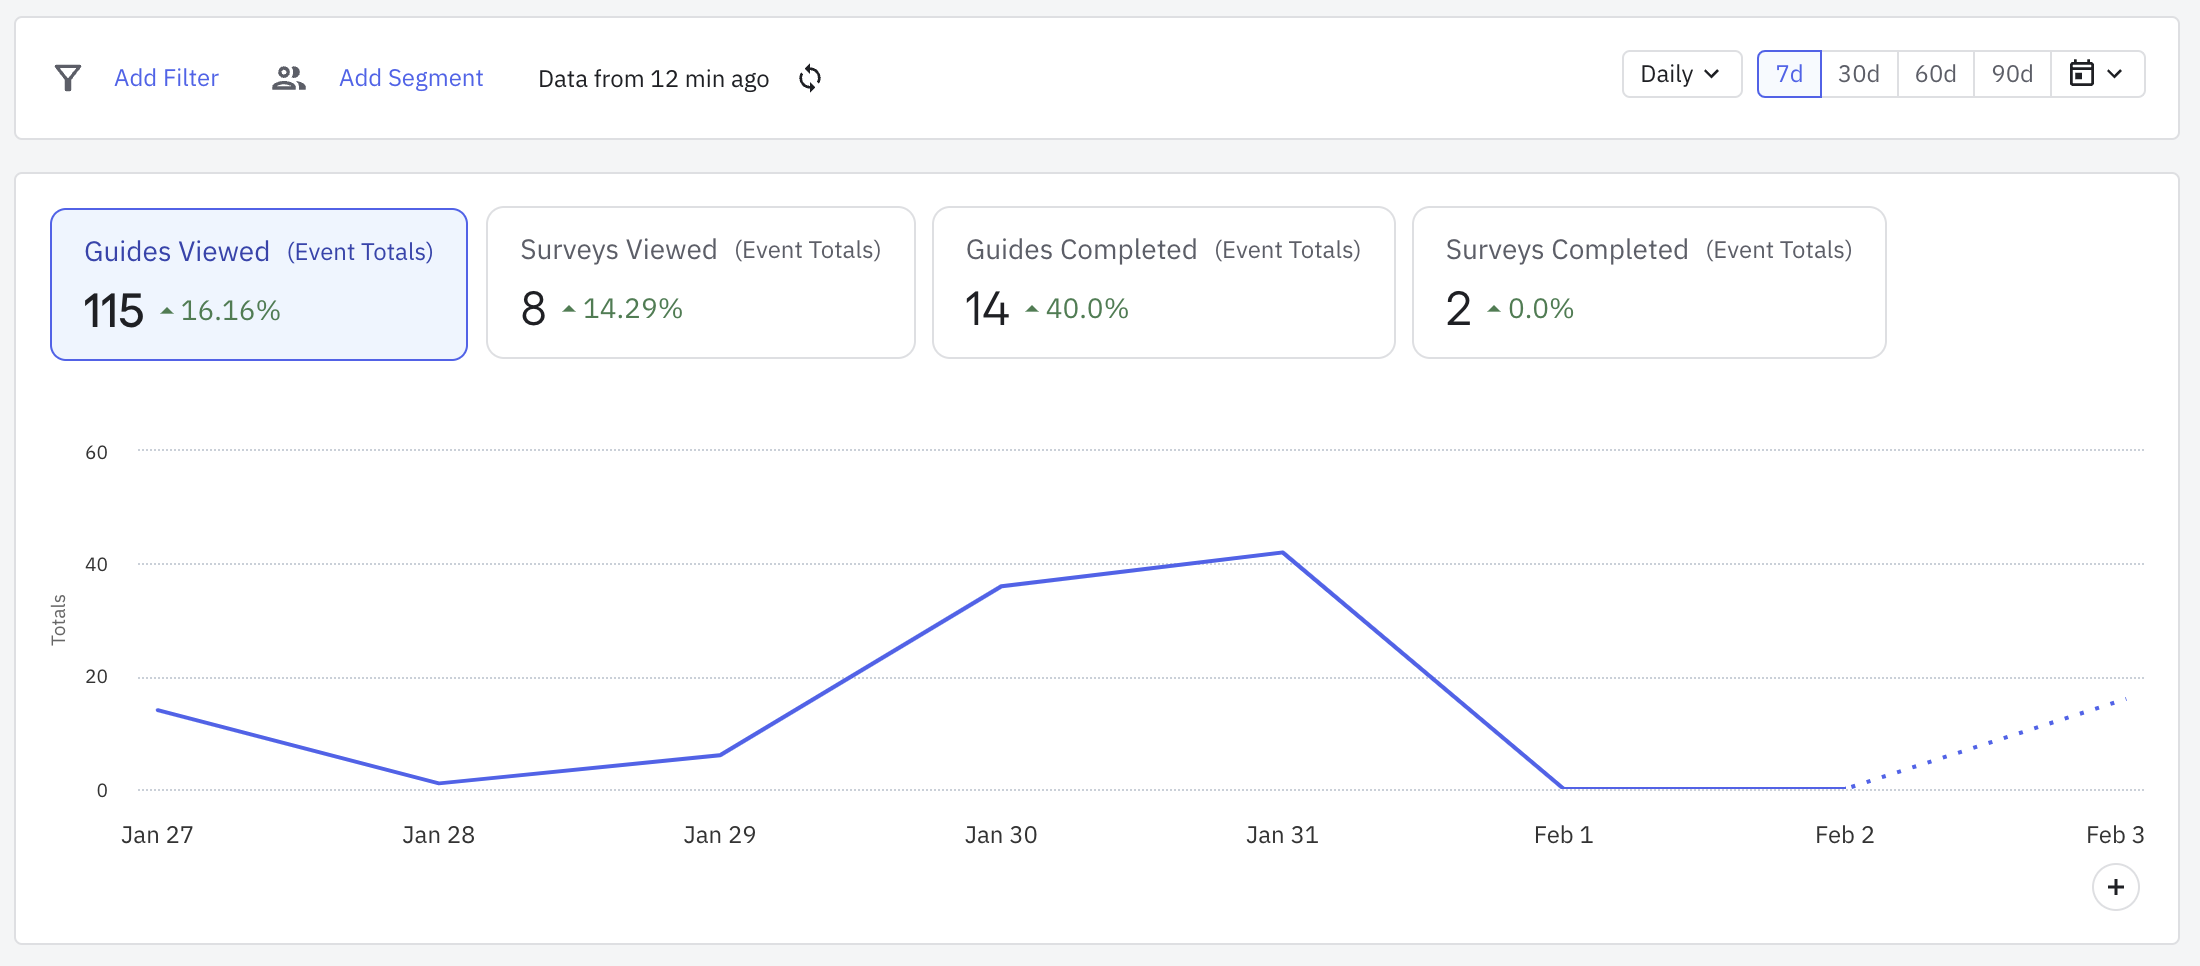 Add Filter Add Segment Data from 12 min ago Daily 7d 30d 60d 90d
Guides Viewed (Event Totals)
115 16.16%
Surveys Viewed (Event Totals)
8 14.29%
Guides Completed (Event Totals)
14 40.0%
Surveys Completed (Event Totals)
2 0.0%
Totals
60
40
20
0
Jan 27 Jan 28 Jan 29 Jan 30 Jan 31 Feb 1 Feb 2 Feb 3
+